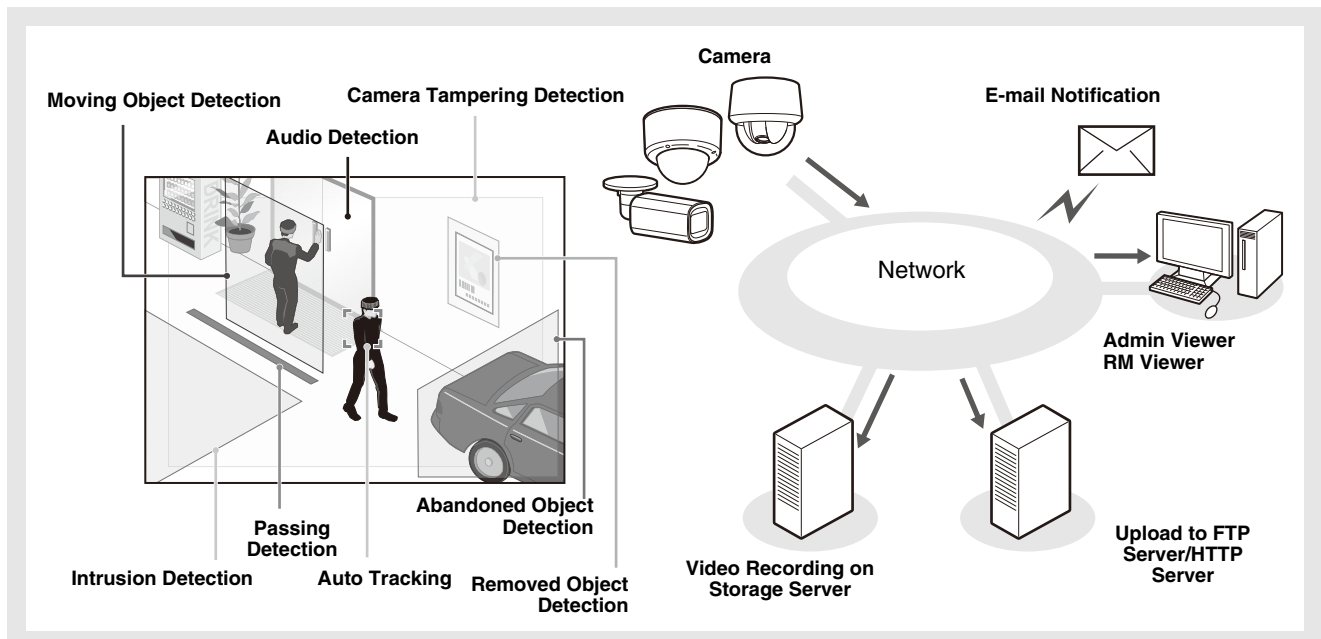 Camera
Moving Object Detection
Camera Tampering Detection
E-mail Notification
Audio Detection
Network
Admin Viewer
RM Viewer
Abandoned Object
Detection
Passing
Detection
Intrusion Detection
Auto Tracking
Removed Object
Detection
Video Recording on
Storage Server
Upload to FTP
Server/HTTP
Server